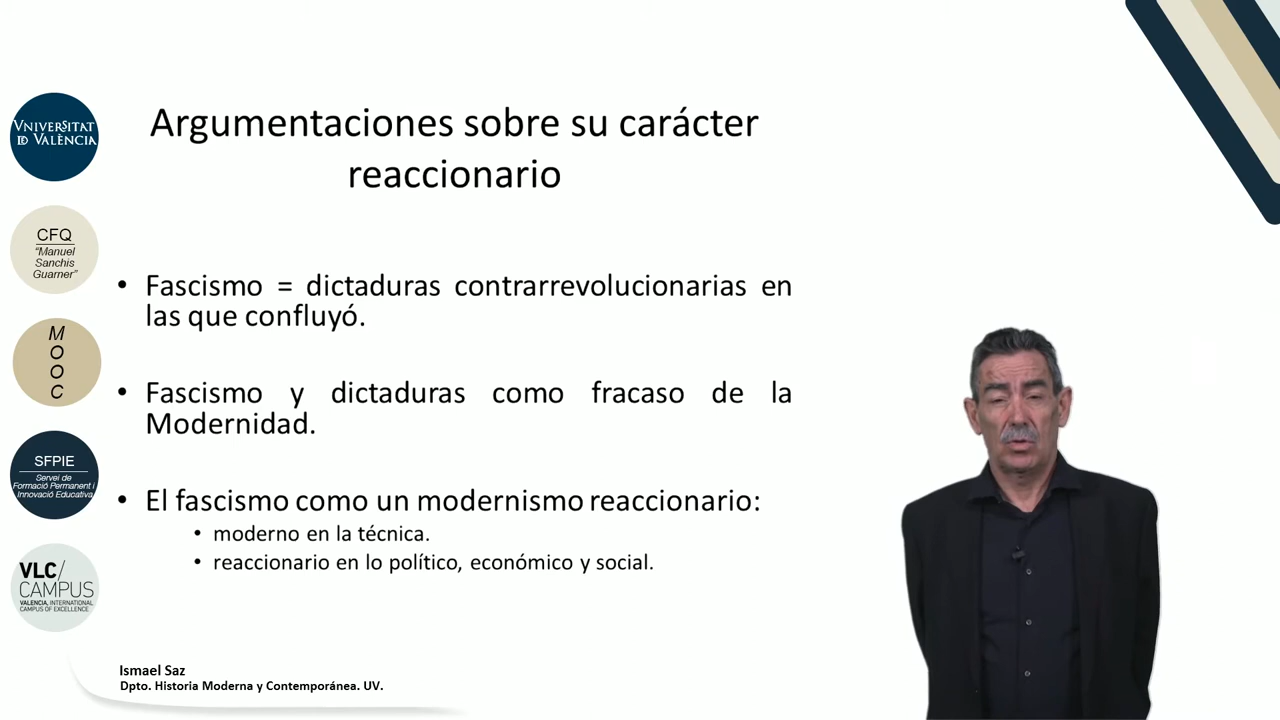 Argumentaciones sobre su carácter
reaccionario
VNIVERSITAT
ID VALÈNCIA
CFQ
"Manuel
Sanchis
Guarner"
M
O
O
C
SFPIE
Servei de
Formació Permanent i
Innovació Educativa
VLC/
CAMPUS
VALENCIA, INTERNATIONAL
CAMPUS OF EXCELLENCE
• Fascismo = dictaduras contrarrevolucionarias en
las que confluyó.
• Fascismo y dictaduras como fracaso de la
Modernidad.
• El fascismo como un modernismo reaccionario:
• moderno en la técnica.
• reaccionario en lo político, económico y social.
Ismael Saz
Dpto. Historia Moderna y Contemporánea. UV.